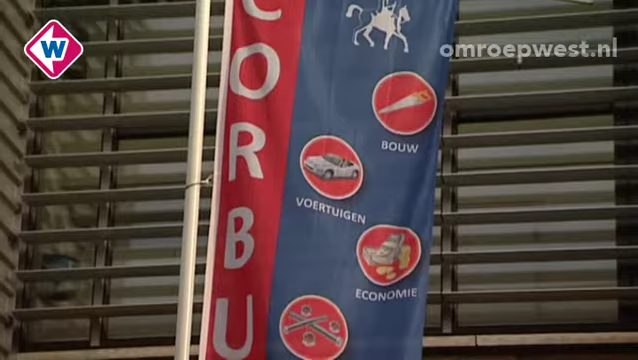 W
omroepwest.nl
CORBU
BOUW
VOERTUIGEN
ECONOMIE